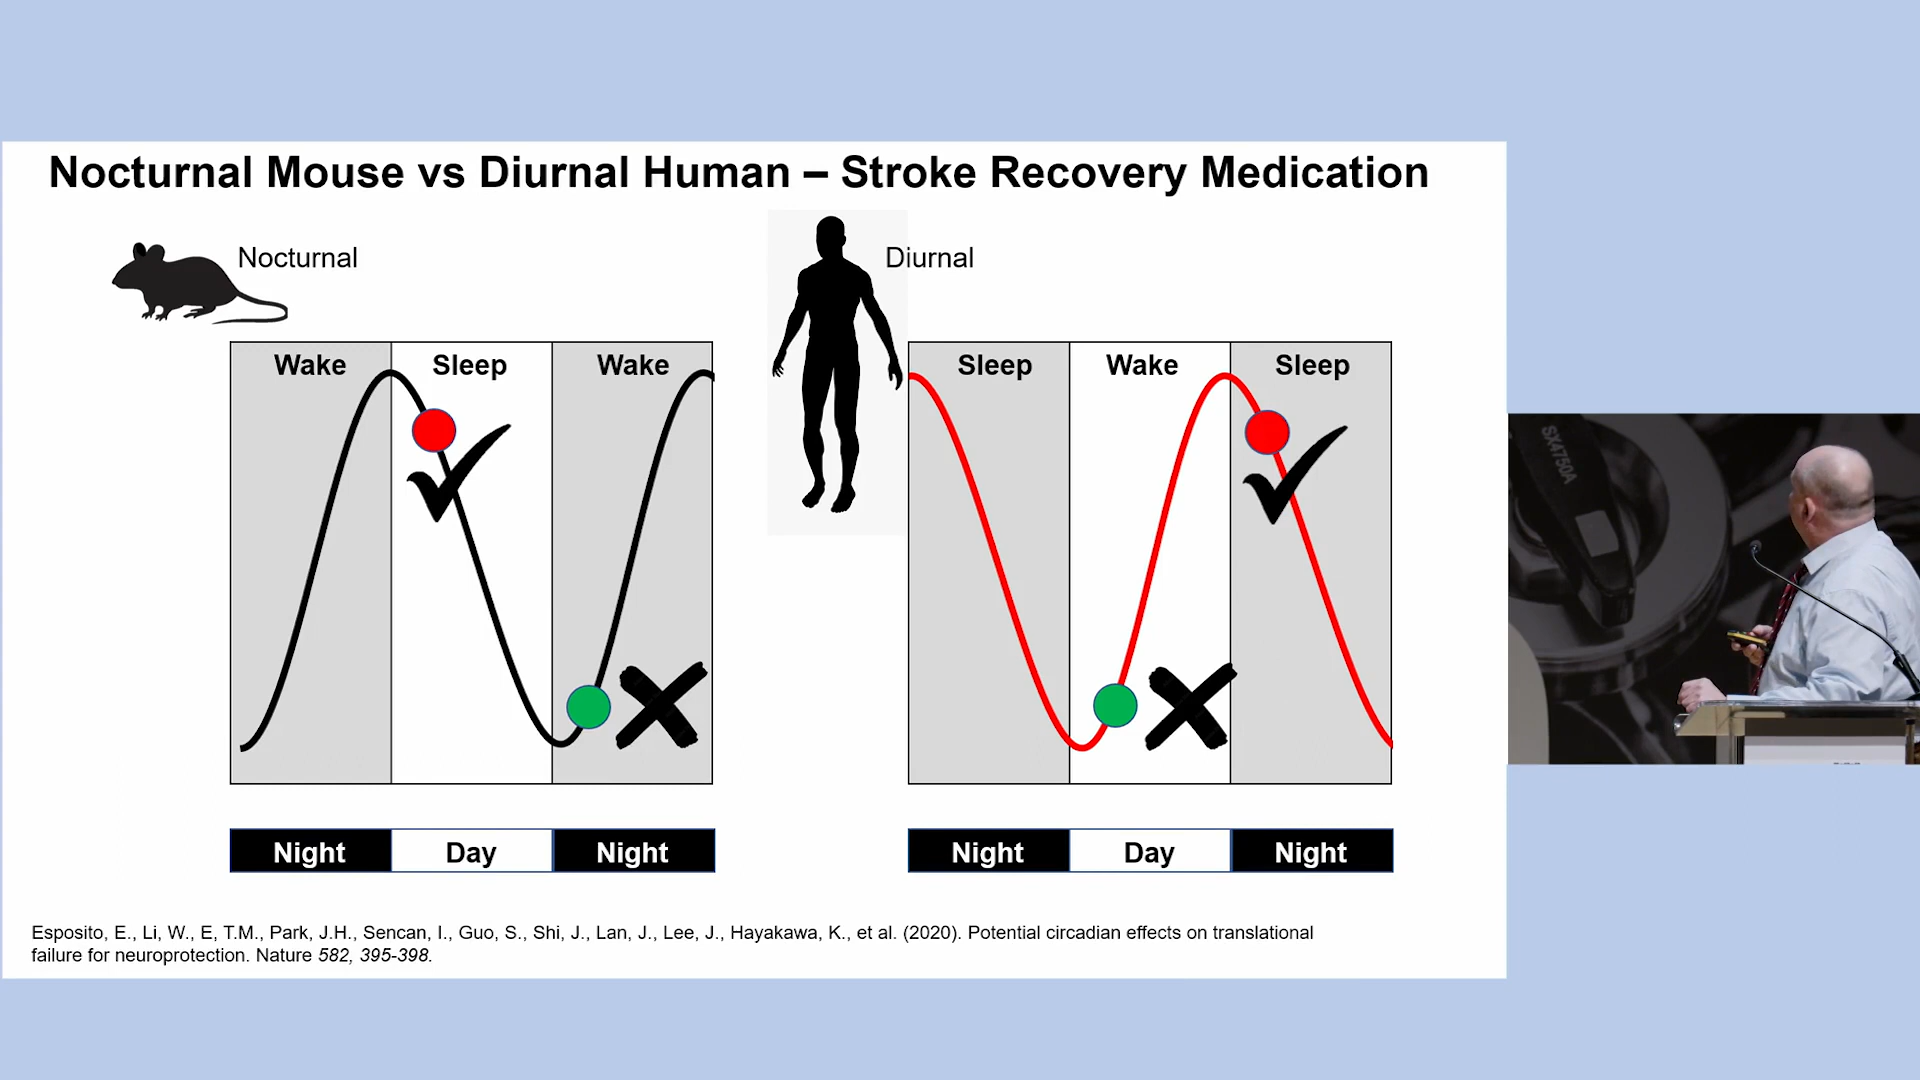 Nocturnal Mouse vs Diurnal Human – Stroke Recovery Medication
Nocturnal
Diurnal
Wake Sleep Wake
Sleep Wake Sleep
Night Day Night
Night Day Night
Esposito, E., Li, W., E, T.M., Park, J.H., Sencan, I., Guo, S., Shi, J., Lan, J., Lee, J., Hayakawa, K., et al. (2020). Potential circadian effects on translational
failure for neuroprotection. Nature 582, 395-398.
SX4750A